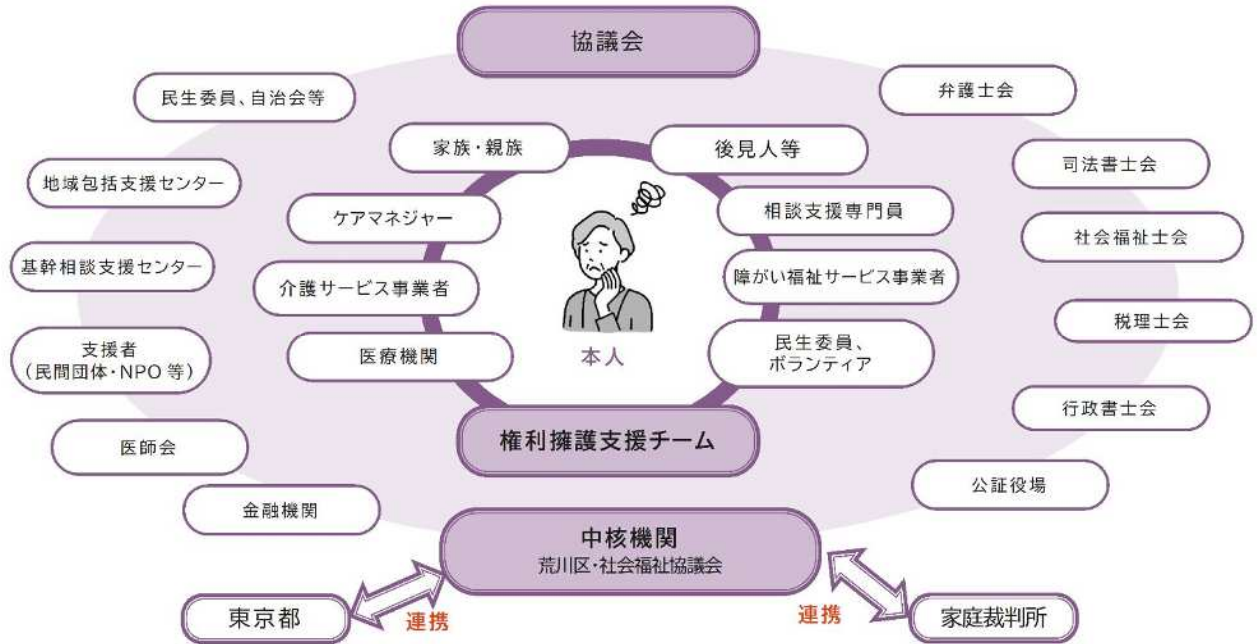 協議会
民生委員、自治会等
弁護士会
家族・親族
後見人等
地域包括支援センター
司法書士会
ケアマネジャー
相談支援専門員
社会福祉士会
基幹相談支援センター
介護サービス事業者
障がい福祉サービス事業者
税理士会
支援者
(民間団体・NPO 等)
医療機関
本人
民生委員、
ボランティア
行政書士会
医師会
権利擁護支援チーム
公証役場
金融機関
中核機関
荒川区・社会福祉協議会
東京都
連携
連携
家庭裁判所